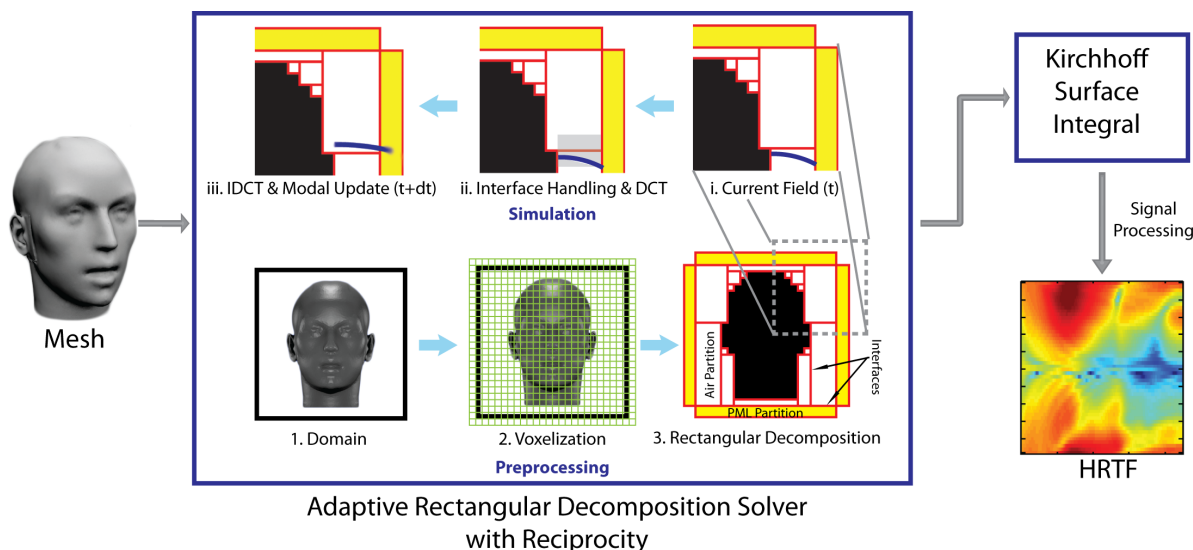 iii. IDCT & Modal Update (t+dt)
ii. Interface Handling & DCT
i. Current Field (t)
Simulation
Kirchhoff
Surface
Integral
Signal
Processing
Mesh
Air Partition
Interfaces
PML Partition
1. Domain
2. Voxelization
3. Rectangular Decomposition
Preprocessing
HRTF
Adaptive Rectangular Decomposition Solver
with Reciprocity